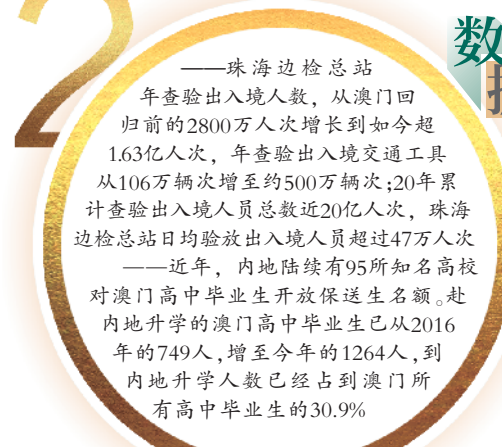 2
数
——珠海边检总站
年查验出入境人数，从澳门回
归前的2800万人次增长到如今超
1.63亿人次，年查验出入境交通工具
从106万辆次增至约500万辆次;20年累
计查验出入境人员总数近20亿人次，珠海
边检总站日均验放出入境人员超过47万人次
——近年，内地陆续有95所知名高校
对澳门高中毕业生开放保送生名额。赴
内地升学的澳门高中毕业生已从2016
年的749人,增至今年的1264人,到
内地升学人数已经占到澳门所
有高中毕业生的30.9%